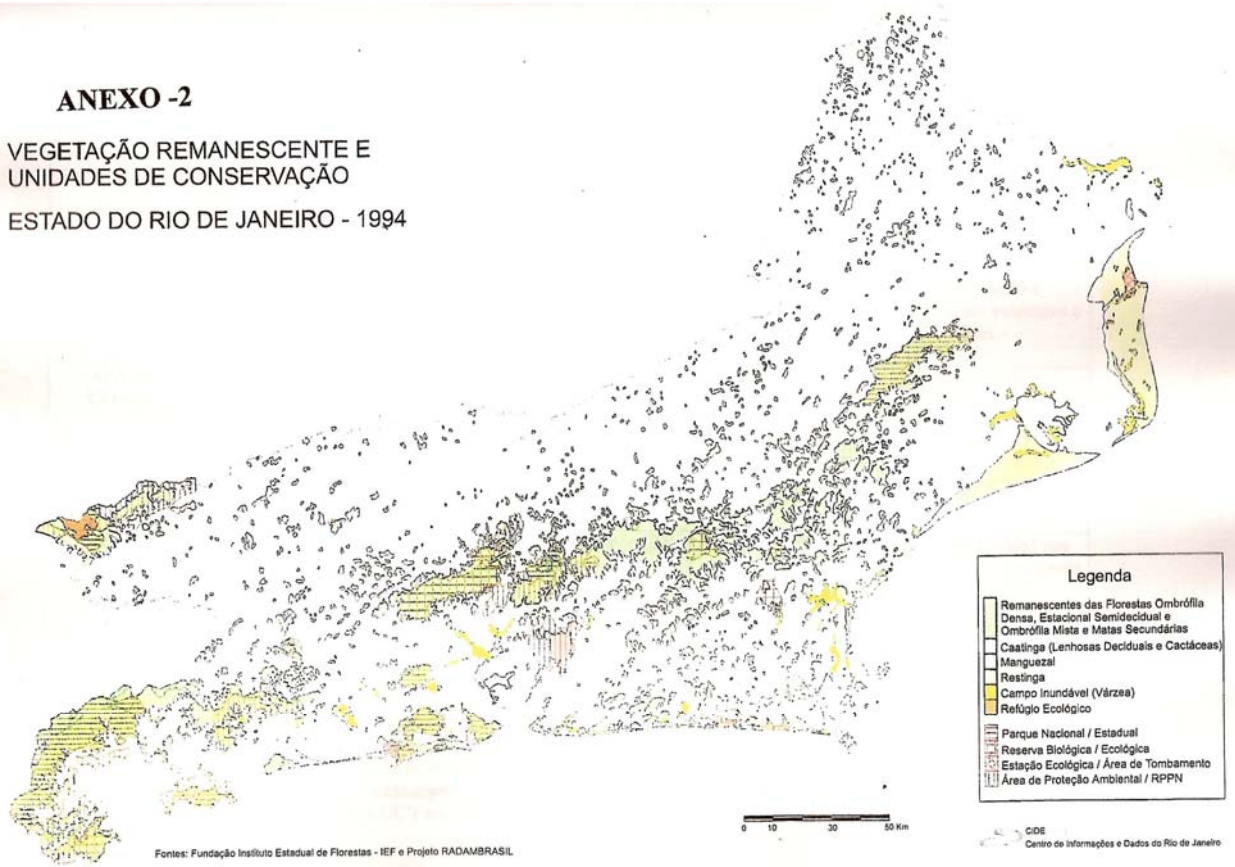 ANEXO -2
VEGETAÇÃO REMANESCENTE E
UNIDADES DE CONSERVAÇÃO
ESTADO DO RIO DE JANEIRO - 1994
Legenda
Remanescentes das Florestas Ombrófila
Densa, Estacional Semidecidual e
Ombrófila Mista e Matas Secundárias
Caatinga (Lenhosas Deciduais e Cactáceas)
Manguezal
Restinga
Campo Inundável (Várzea)
Refúgio Ecológico
Parque Nacional / Estadual
Reserva Biológica / Ecológica
Estação Ecológica / Área de Tombamento
Área de Proteção Ambiental / RPPN
0 10 30 50 Km
CIDE
Centro de Informações e Dados do Rio de Janeiro
Fontes: Fundação Instituto Estadual de Florestas - IEF e Projeto RADAMBRASIL